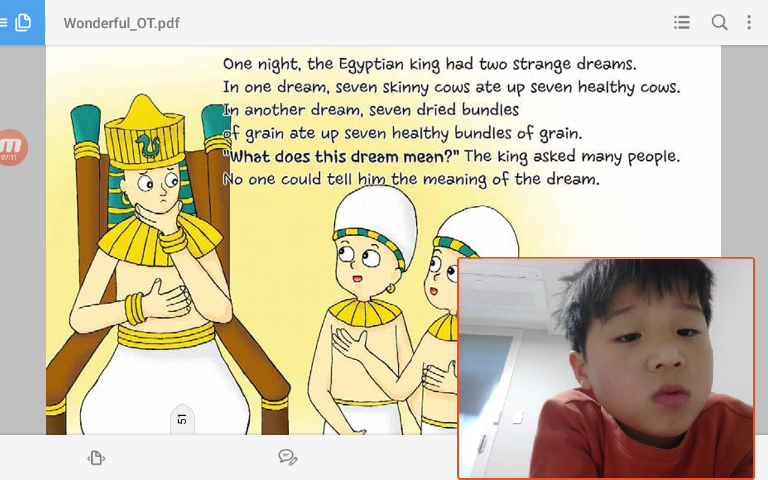 Wonderful_OT.pdf
One night, the Egyptian king had two strange dreams.
In one dream, seven skinny cows ate up seven healthy cows.
In another dream, seven dried bundles
of grain ate up seven healthy bundles of grain.
"What does this dream mean?" The king asked many people.
No one could tell him the meaning of the dream.
m
07:11
51